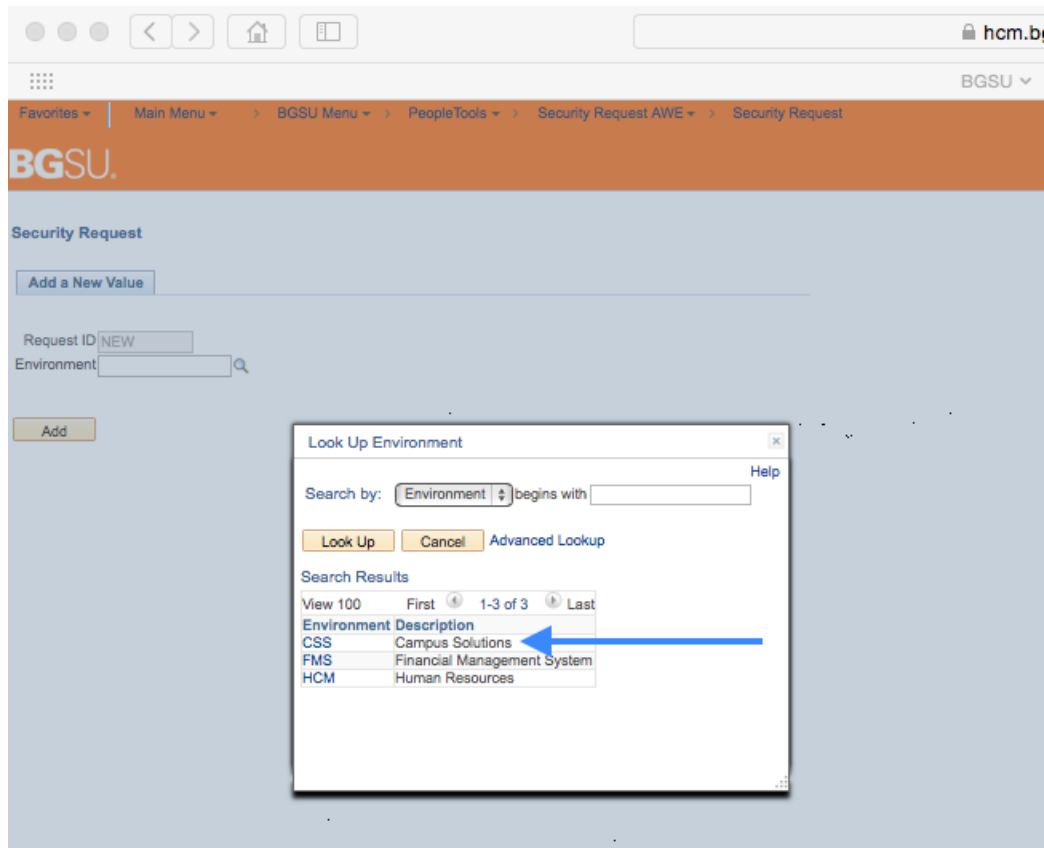 hcm.bg
BGSU
Favorites Main Menu > BGSU Menu > PeopleTools > Security Request AWE > Security Request
BGSU.
Security Request
Add a New Value
Request ID NEW
Environment
Add
Look Up Environment
Help
Search by: Environment begins with
Look Up Cancel Advanced Lookup
Search Results
View 100 First 1-3 of 3 Last
Environment Description
CSS Campus Solutions
FMS Financial Management System
HCM Human Resources